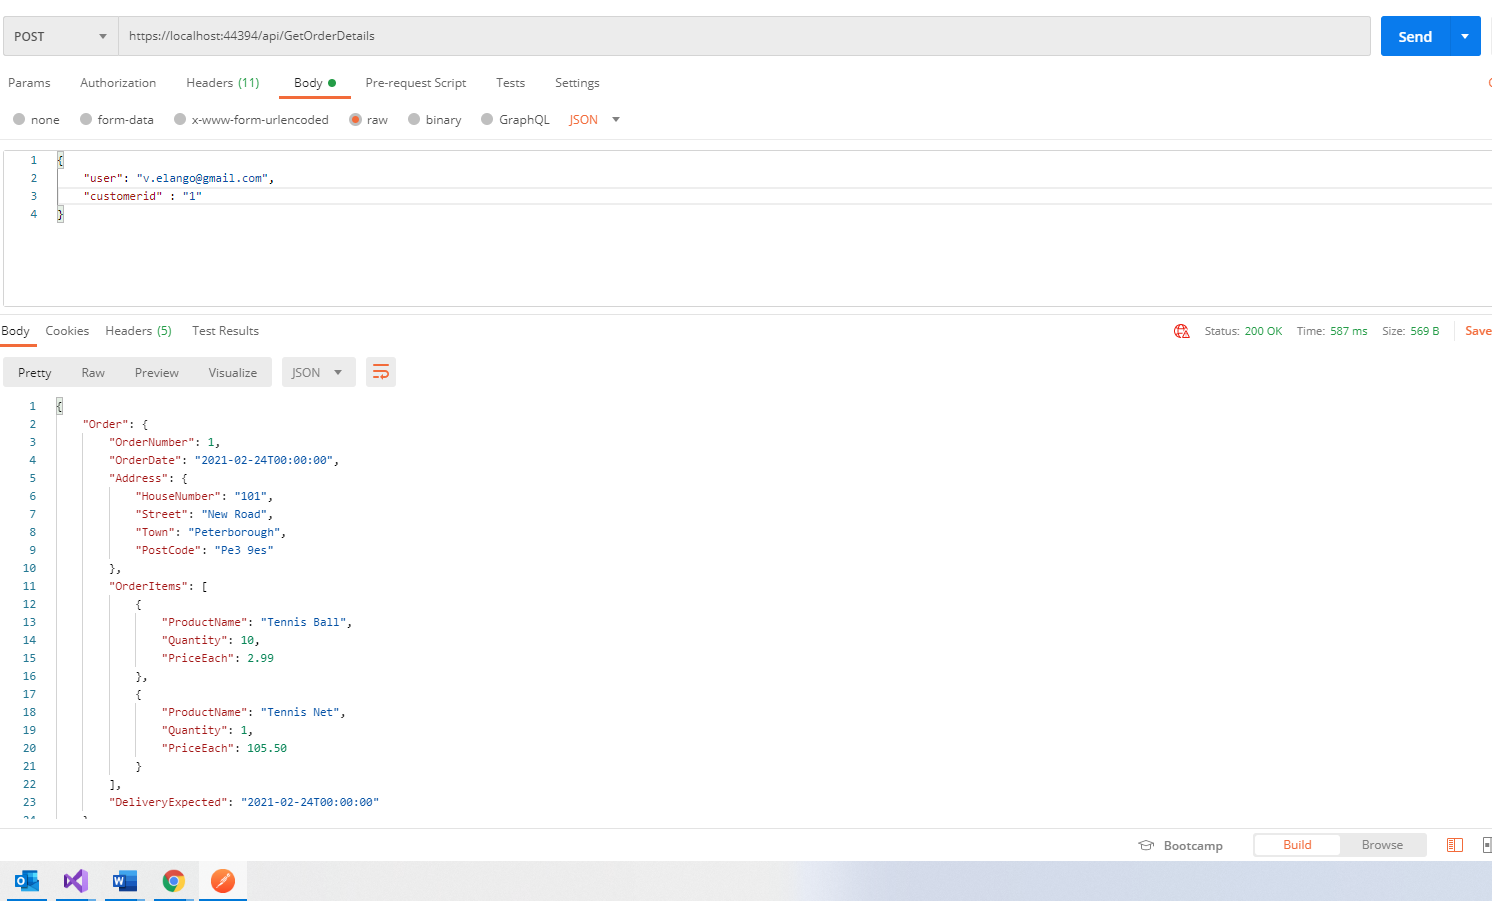 POST https://localhost:44394/api/GetOrderDetails Send
Params Authorization Headers (11) Body Pre-request Script Tests Settings
none form-data x-www-form-urlencoded raw binary GraphQL JSON
1 {
2 "user": "v.elango@gmail.com",
3 "customerid" : "1"
4 }
Body Cookies Headers (5) Test Results Status: 200 OK Time: 587 ms Size: 569 B Save
Pretty Raw Preview Visualize JSON
1 {
2 "Order": {
3 "OrderNumber": 1,
4 "OrderDate": "2021-02-24T00:00:00",
5 "Address": {
6 "HouseNumber": "101",
7 "Street": "New Road",
8 "Town": "Peterborough",
9 "PostCode": "Pe3 9es"
10 },
11 "OrderItems": [
12 {
13 "ProductName": "Tennis Ball",
14 "Quantity": 10,
15 "PriceEach": 2.99
16 },
17 {
18 "ProductName": "Tennis Net",
19 "Quantity": 1,
20 "PriceEach": 105.50
21 }
22 ],
23 "DeliveryExpected": "2021-02-24T00:00:00"
Bootcamp Build Browse